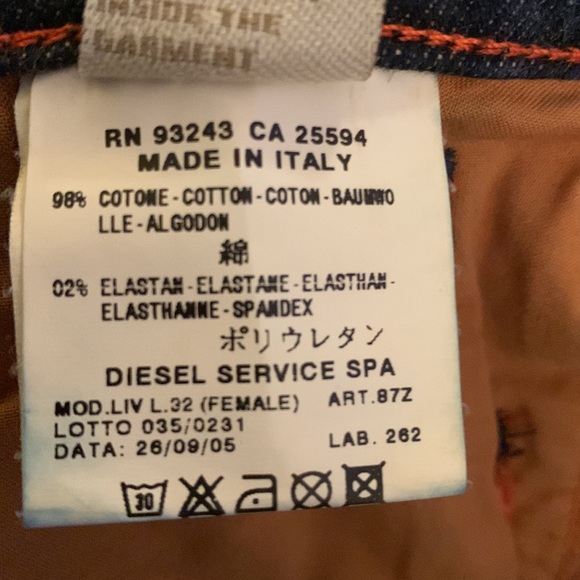 INSIDE THE
GARMENT
RN 93243 CA 25594
MADE IN ITALY
98% COTONE-COTTON-COTON-BAUMWO
LLE-ALGODON
綿
02% ELASTAN-ELASTANE-ELASTHAN-
ELASTHANNE-SPANDEX
ポリウレタン
DIESEL SERVICE SPA
MOD.LIV L.32 (FEMALE) ART.87Z
LOTTO 035/0231
DATA: 26/09/05 LAB. 262
30